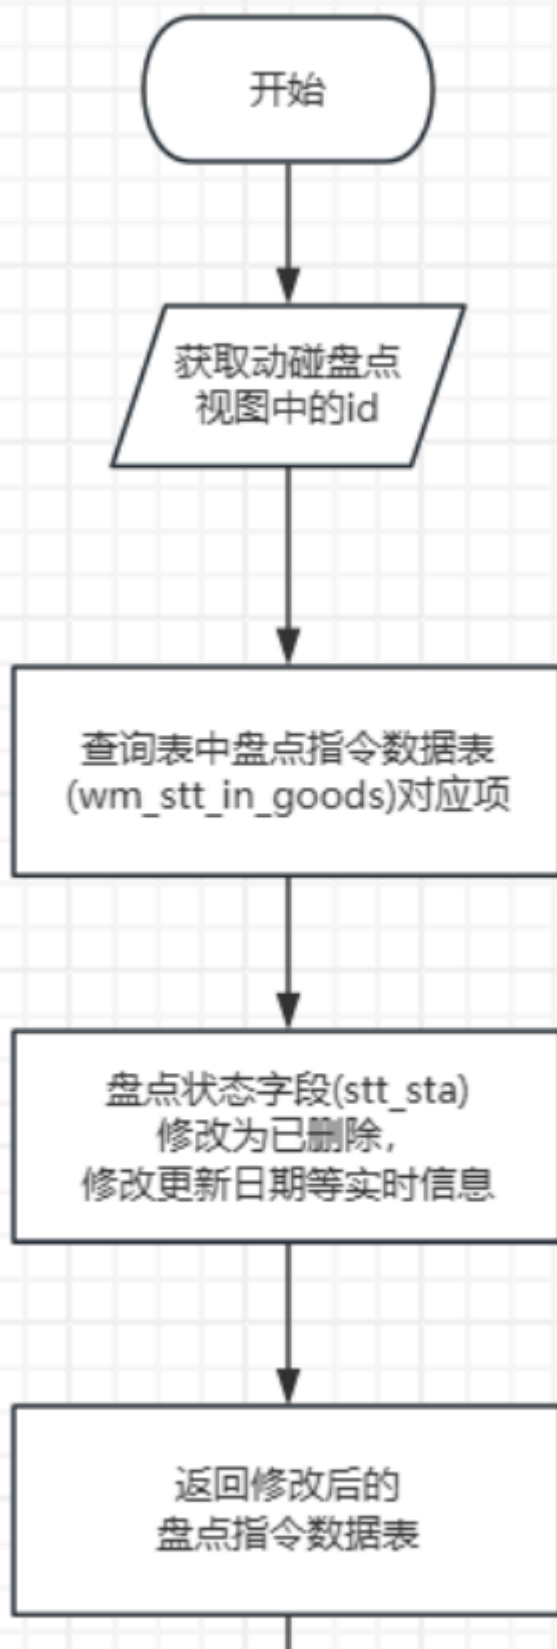 开始
获取动碰盘点
视图中的id
查询表中盘点指令数据表
(wm_stt_in_goods)对应项
盘点状态字段(stt_sta)
修改为已删除，
修改更新日期等实时信息
返回修改后的
盘点指令数据表